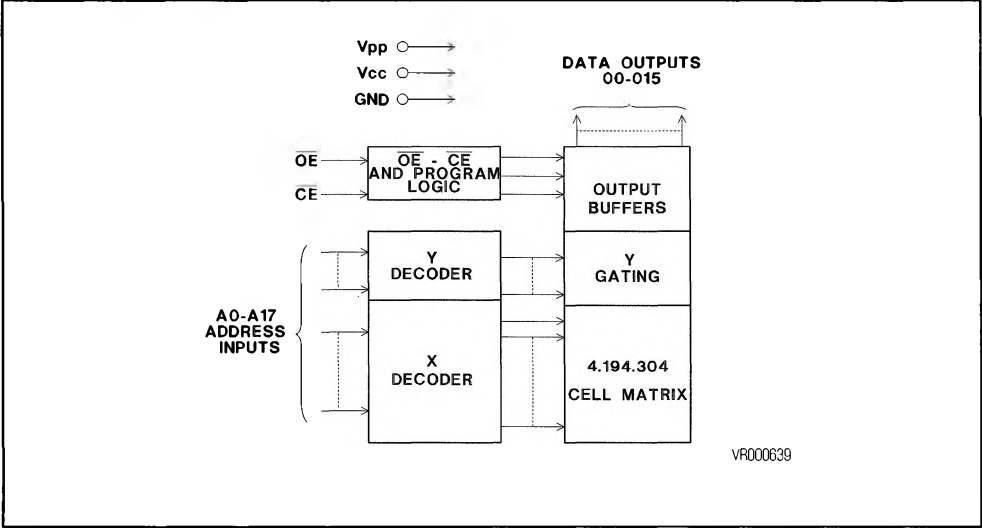 Vpp
Vcc
GND
DATA OUTPUTS
00-015
OE
CE
OE - CE
AND PROGRAM
LOGIC
OUTPUT
BUFFERS
Y
DECODER
Y
GATING
A0-A17
ADDRESS
INPUTS
X
DECODER
4.194.304
CELL MATRIX
VR000639